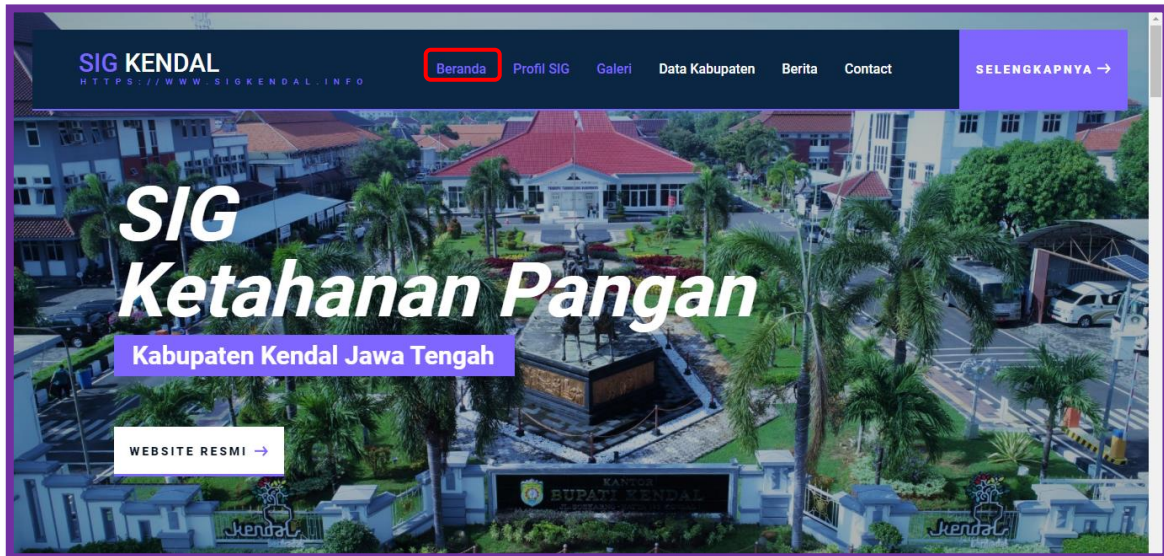 SIG KENDAL
HTTPS://WWW.SIGKENDAL.INFO
Beranda Profil SIG Galeri Data Kabupaten Berita Contact
SELENGKAPNYA →
SIG
Ketahanan Pangan
Kabupaten Kendal Jawa Tengah
WEBSITE RESMI →
KANTOR
BUPATI KENDAL
kendal
kendal